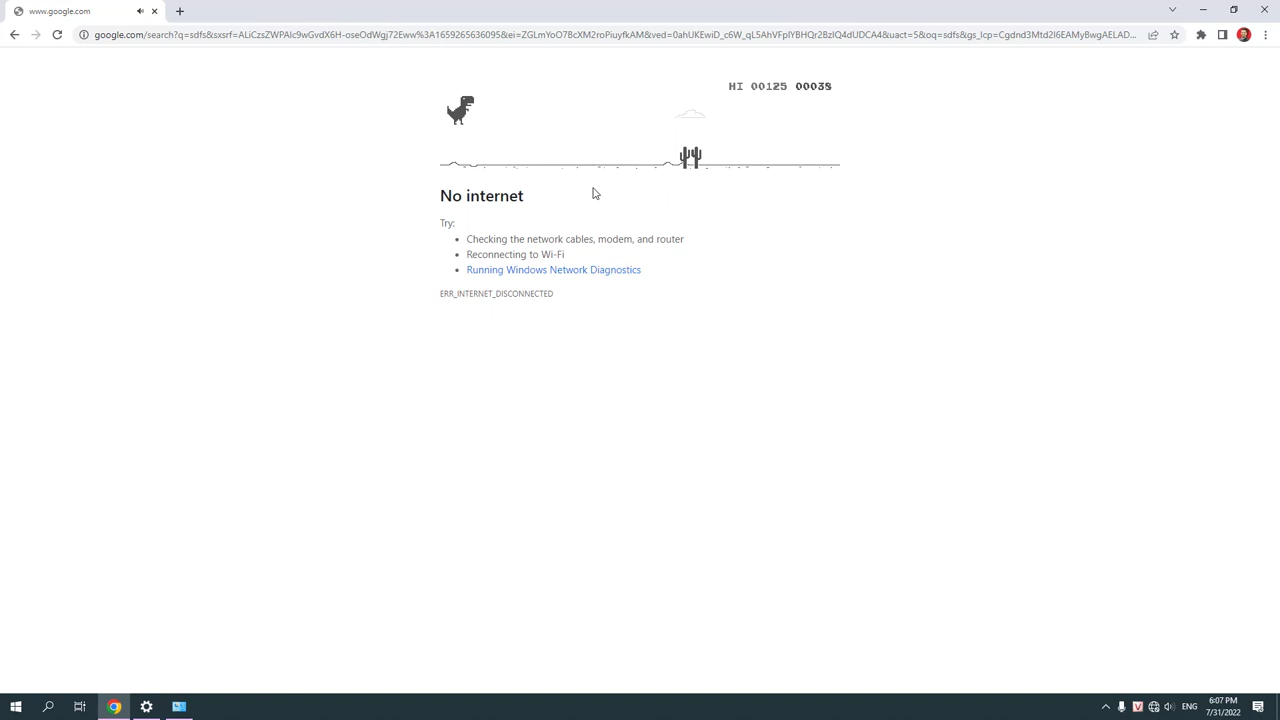 www.google.com
google.com/search?q=sdfs&sxsrf=ALiCzsZWPAIc9wGvdX6H-oseOdWgj72Eww%3A1659265636095&ei=ZGLmYoO7BcXM2roPiuyfkAM&ved=0ahUKEwiD_c6W_qL5AhVFplYBHQr2BzIQ4dUDCA4&uact=5&oq=sdfs&gs_lcp=Cgdnd3Mtd2l6EAMyBwgAELAD...
HI 00125 00038
No internet
Try:
Checking the network cables, modem, and router
Reconnecting to Wi-Fi
Running Windows Network Diagnostics
ERR_INTERNET_DISCONNECTED
ENG
6:07 PM
7/31/2022